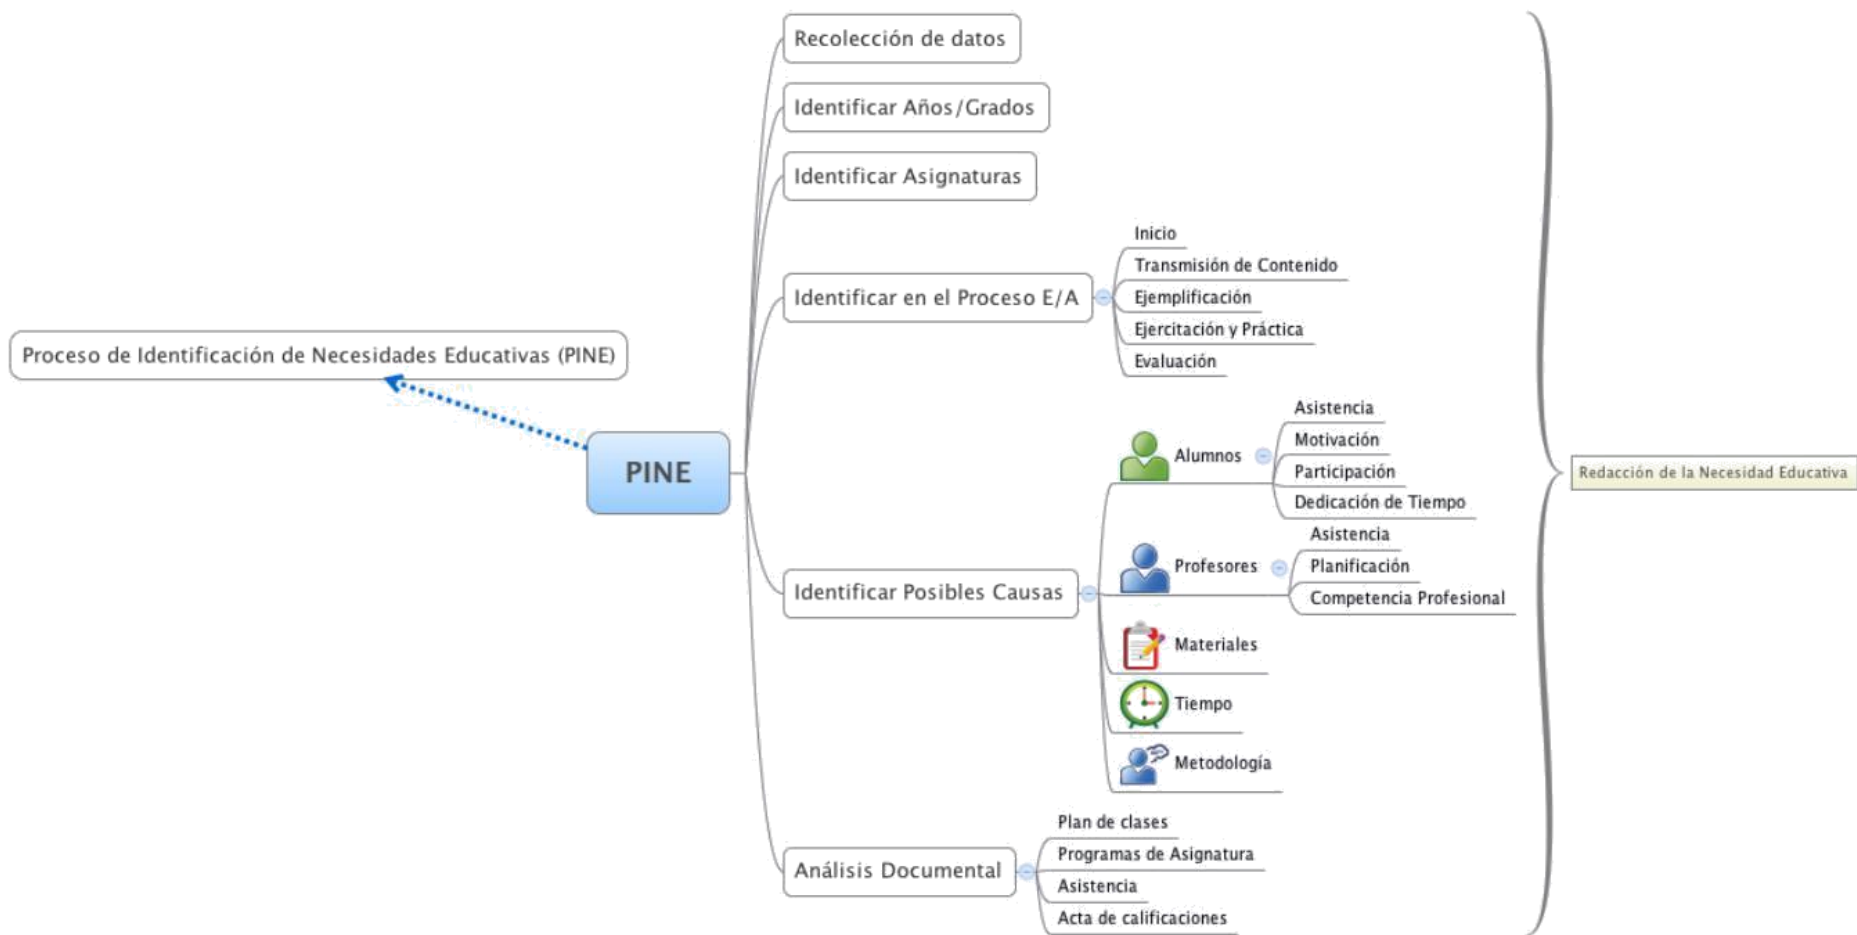 Recolección de datos
Identificar Años/Grados
Identificar Asignaturas
Identificar en el Proceso E/A
Inicio
Transmisión de Contenido
Ejemplificación
Ejercitación y Práctica
Evaluación
Proceso de Identificación de Necesidades Educativas (PINE)
PINE
Identificar Posibles Causas
Alumnos
Asistencia
Motivación
Participación
Dedicación de Tiempo
Profesores
Asistencia
Planificación
Competencia Profesional
Materiales
Tiempo
Metodología
Análisis Documental
Plan de clases
Programas de Asignatura
Asistencia
Acta de calificaciones
Redacción de la Necesidad Educativa